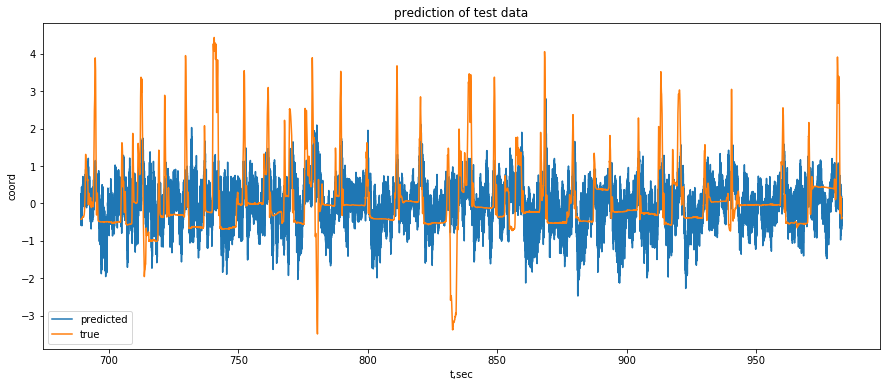 prediction of test data
coord
4
3
2
1
0
−1
−2
−3
predicted
true
700
750
800
850
900
950
t,sec